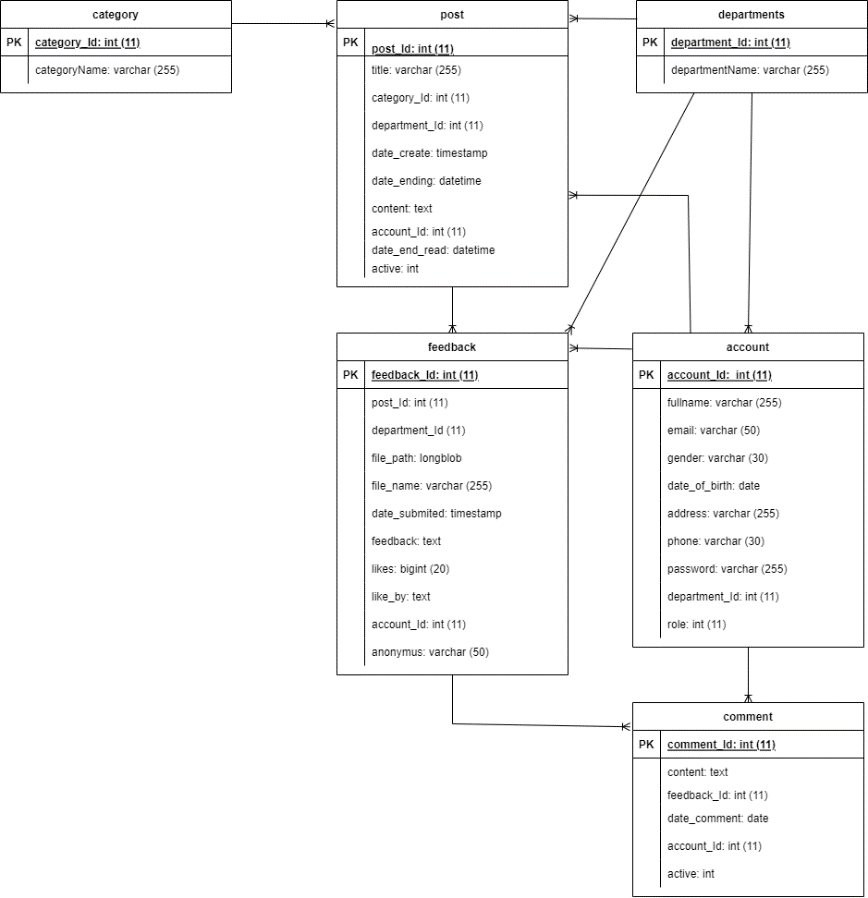 category
PK category_Id: int (11)
categoryName: varchar (255)
post
PK post_Id: int (11)
title: varchar (255)
category_Id: int (11)
department_Id: int (11)
date_create: timestamp
date_ending: datetime
content: text
account_Id: int (11)
date_end_read: datetime
active: int
departments
PK department_Id: int (11)
departmentName: varchar (255)
feedback
PK feedback_Id: int (11)
post_Id: int (11)
department_Id (11)
file_path: longblob
file_name: varchar (255)
date_submited: timestamp
feedback: text
likes: bigint (20)
like_by: text
account_Id: int (11)
anonymus: varchar (50)
account
PK account_Id: int (11)
fullname: varchar (255)
email: varchar (50)
gender: varchar (30)
date_of_birth: date
address: varchar (255)
phone: varchar (30)
password: varchar (255)
department_Id: int (11)
role: int (11)
comment
PK comment_Id: int (11)
content: text
feedback_Id: int (11)
date_comment: date
account_Id: int (11)
active: int